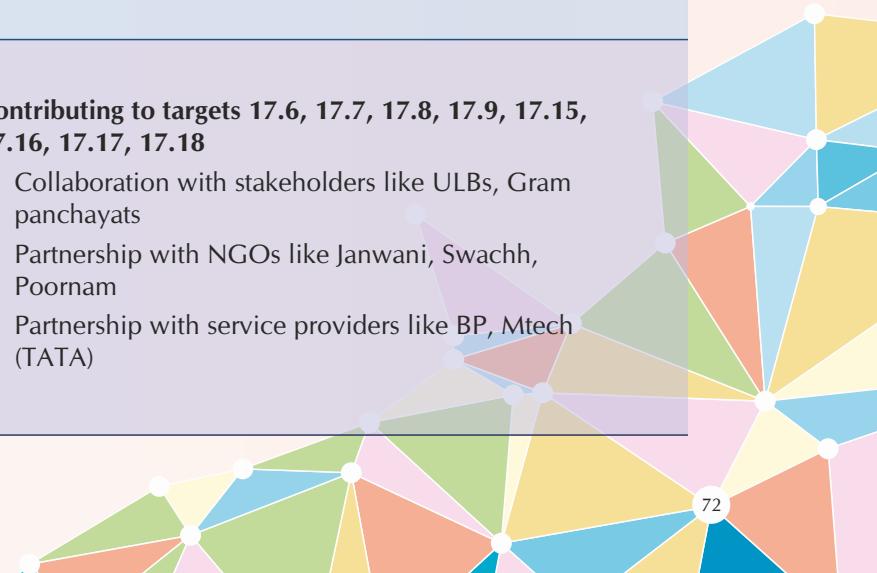 ontributing to targets 17.6, 17.7, 17.8, 17.9, 17.15,
7.16, 17.17, 17.18
Collaboration with stakeholders like ULBs, Gram
panchayats
Partnership with NGOs like Janwani, Swachh,
Poornam
Partnership with service providers like BP, Mtech
(TATA)
72